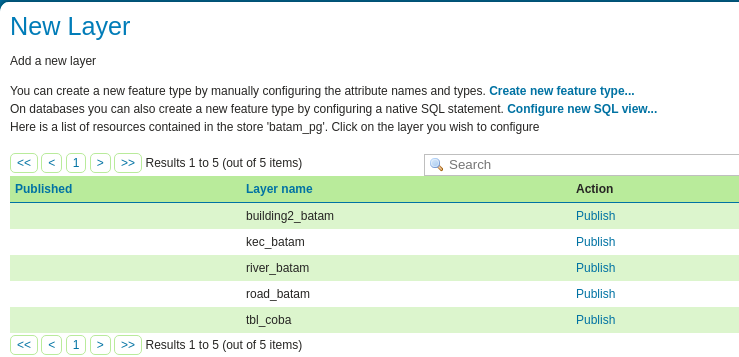 New Layer
Add a new layer
You can create a new feature type by manually configuring the attribute names and types. Create new feature type...
On databases you can also create a new feature type by configuring a native SQL statement. Configure new SQL view...
Here is a list of resources contained in the store 'batam_pg'. Click on the layer you wish to configure
<< < 1 > >> Results 1 to 5 (out of 5 items) Search
Published Layer name Action
building2_batam Publish
kec_batam Publish
river_batam Publish
road_batam Publish
tbl_coba Publish
<< < 1 > >> Results 1 to 5 (out of 5 items)